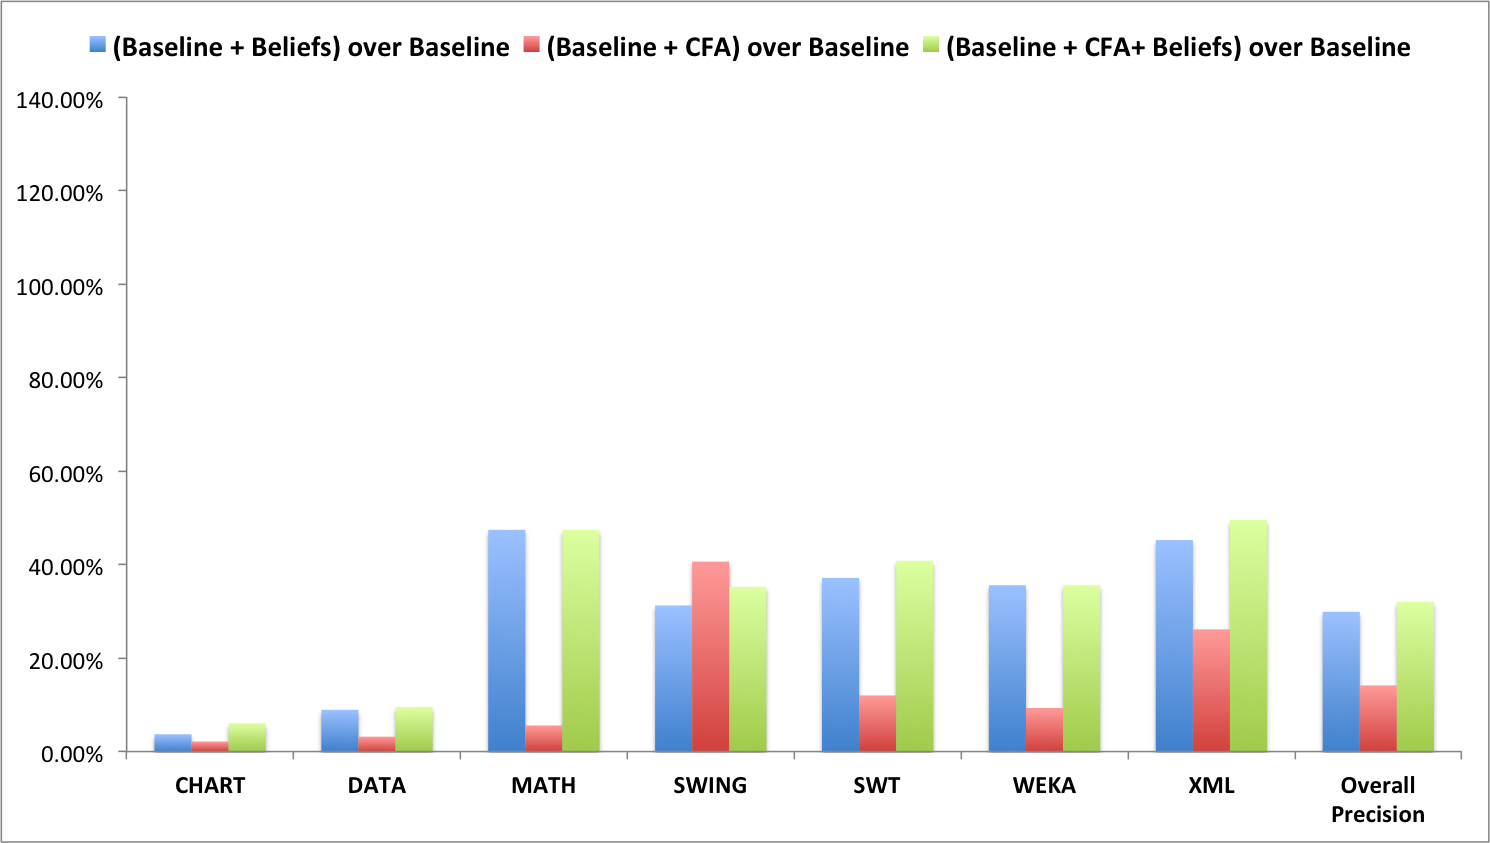 (Baseline + Beliefs) over Baseline (Baseline + CFA) over Baseline (Baseline + CFA+ Beliefs) over Baseline
140.00%
120.00%
100.00%
80.00%
60.00%
40.00%
20.00%
0.00%
CHART DATA MATH SWING SWT WEKA XML Overall
Precision